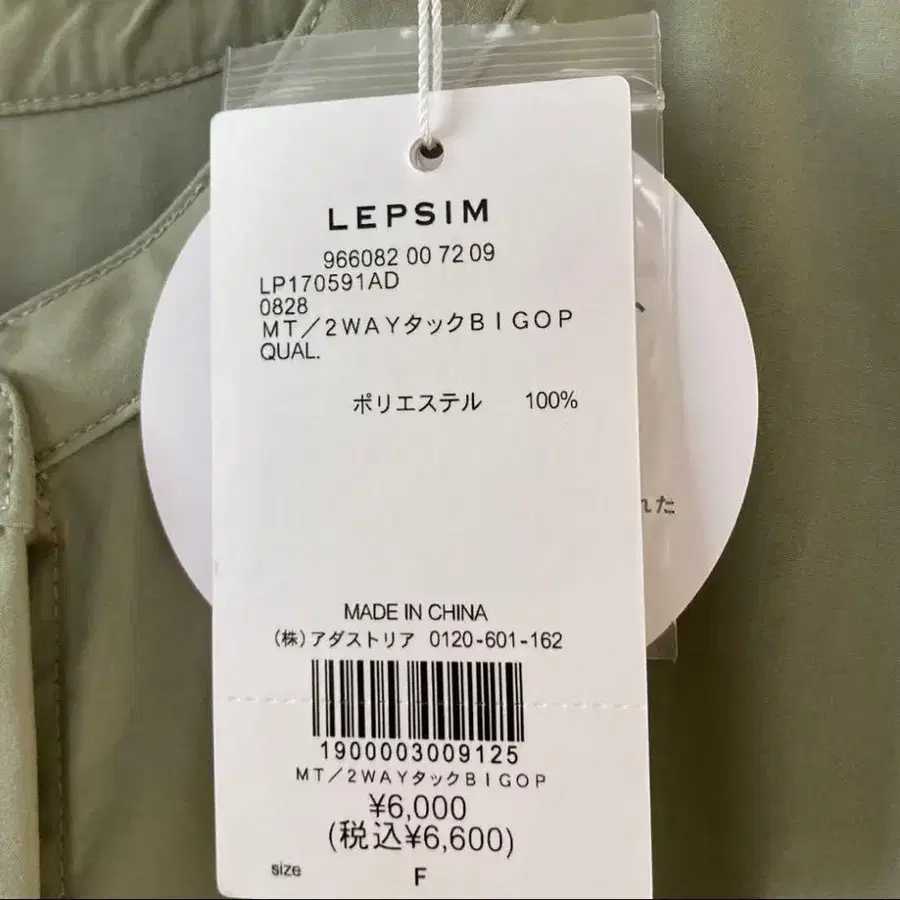 LEPSIM
966082 00 72 09
LP170591AD
0828
MT/2WAYタックBIGOP
QUAL.
ポリエステル 100%
れた
MADE IN CHINA
(株)アダストリア 0120-601-162
1900003009125
MT/2WAYタックBIGOP
¥6,000
(税込¥6,600)
size F